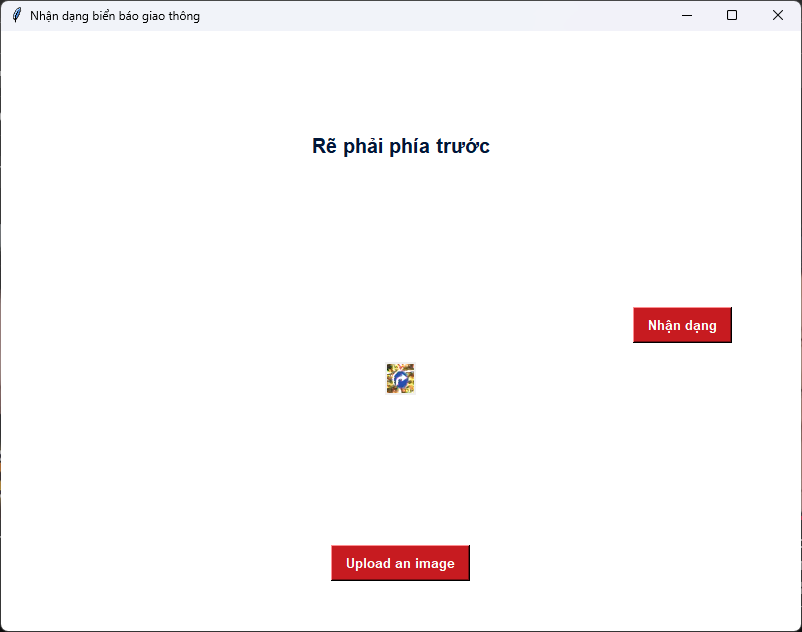 Nhận dạng biển báo giao thông
Rẽ phải phía trước
Nhận dạng
Upload an image